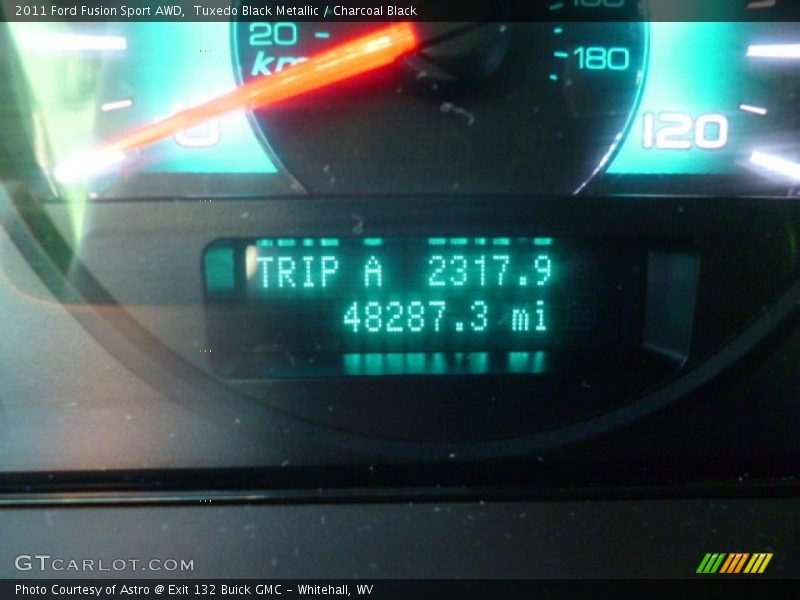 2011 Ford Fusion Sport AWD,  Tuxedo Black Metallic / Charcoal Black
20
180
0
120
TRIP A 2317.9
48287.3 mi
GTCARLOT.COM
Photo Courtesy of Astro @ Exit 132 Buick GMC – Whitehall, WV